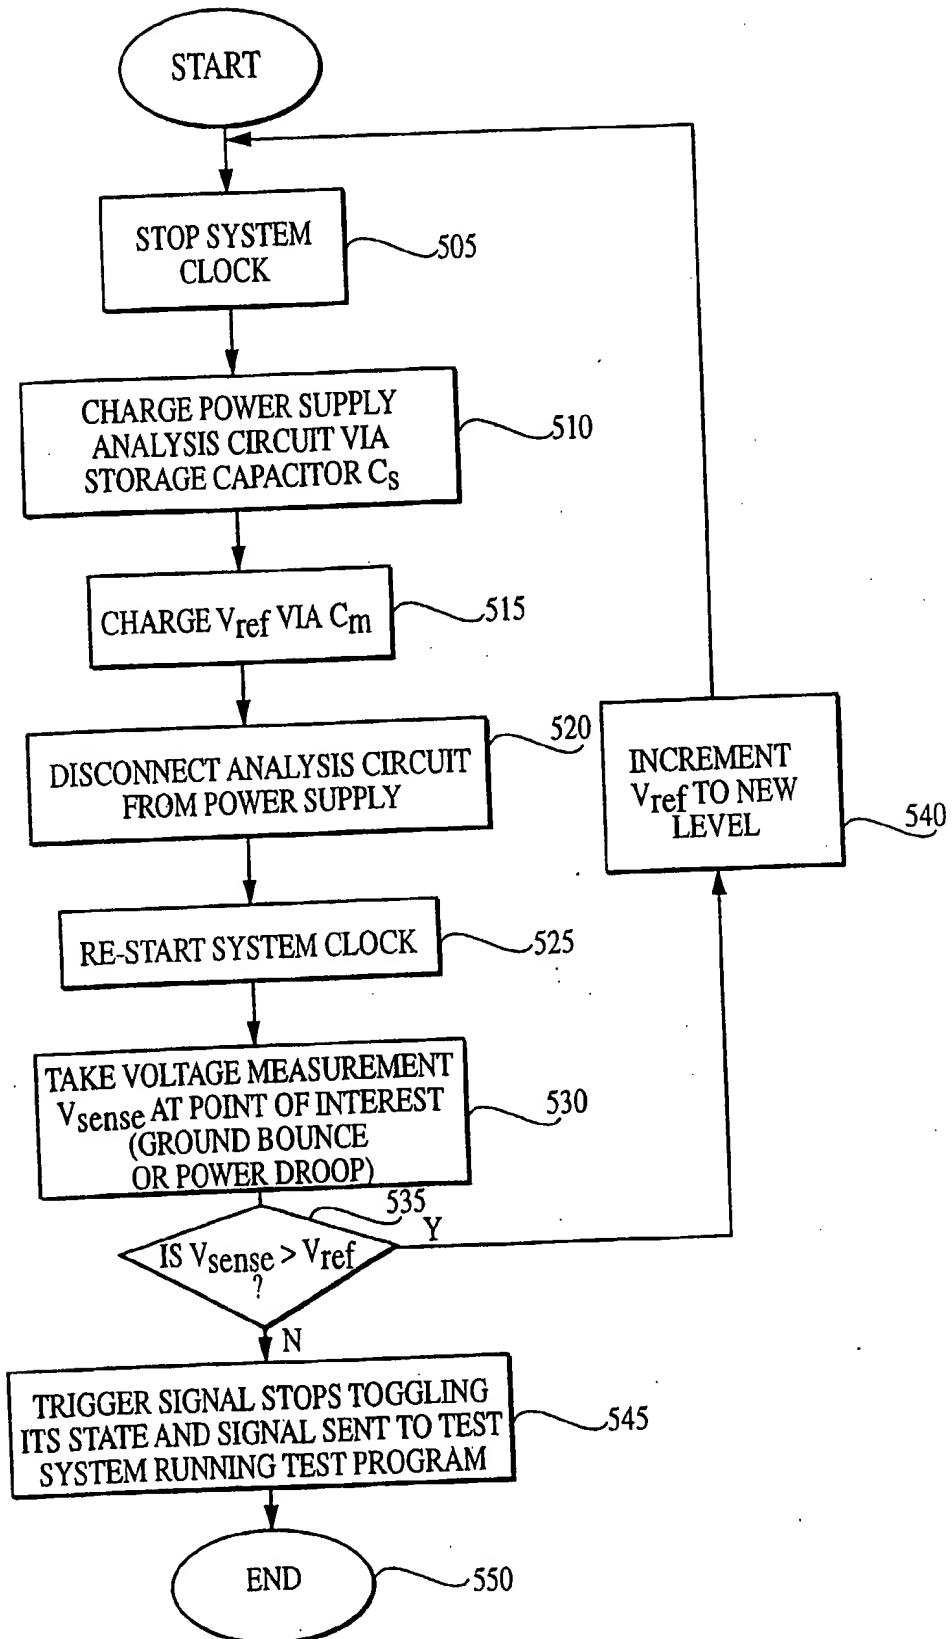 START
STOP SYSTEM
CLOCK
505
CHARGE POWER SUPPLY
ANALYSIS CIRCUIT VIA
STORAGE CAPACITOR Cs
510
CHARGE Vref VIA Cm
515
DISCONNECT ANALYSIS CIRCUIT
FROM POWER SUPPLY
520
INCREMENT
Vref TO NEW
LEVEL
540
RE-START SYSTEM CLOCK
525
TAKE VOLTAGE MEASUREMENT
Vsense AT POINT OF INTEREST
(GROUND BOUNCE
OR POWER DROOP)
530
535
Y
IS Vsense > Vref
?
N
TRIGGER SIGNAL STOPS TOGGLING
ITS STATE AND SIGNAL SENT TO TEST
SYSTEM RUNNING TEST PROGRAM
545
END
550